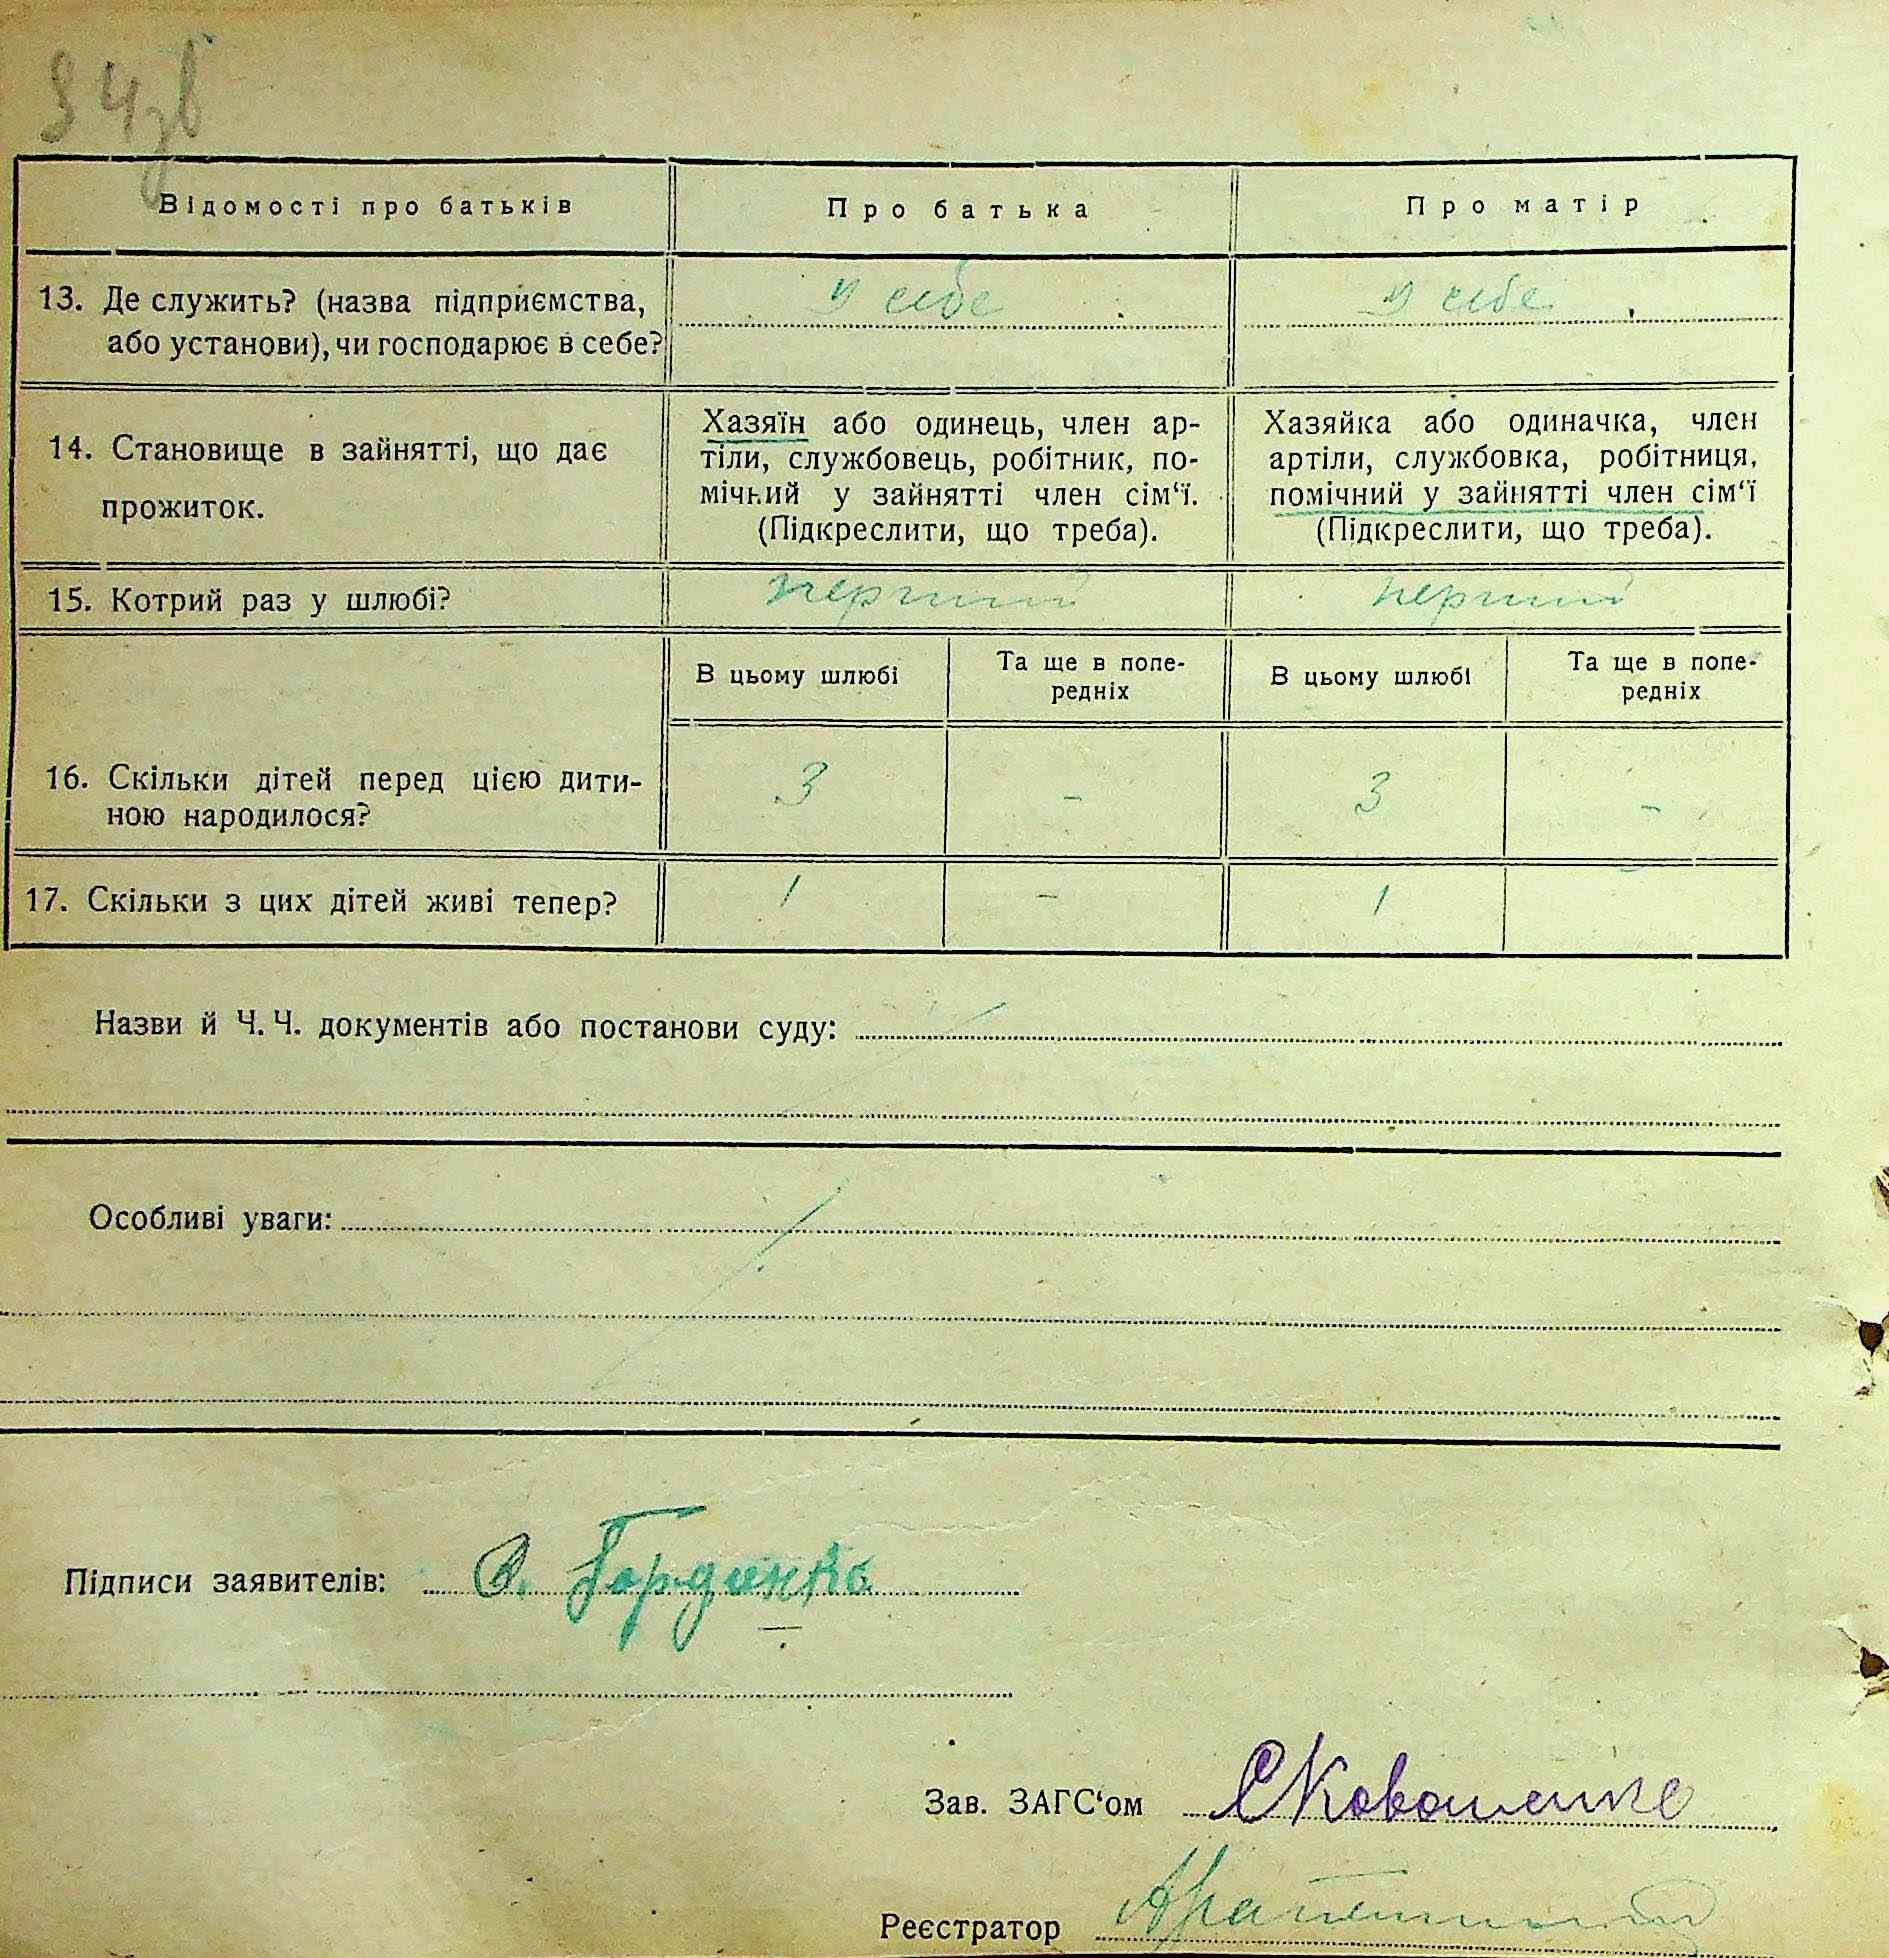 94зв
Відомості про батьків Про батька Про матір
13. Де служить? (назва підприємства, у себе у себе
або установи), чи господарює в себе?
Хазяїн або одинець, член ар- Хазяйка або одиначка, член
14. Становище в зайнятті, що дає тіли, службовець, робітник, по- артіли, службовка, робітниця,
прожиток. мічний у зайнятті член сім‘ї. помічний у зайнятті член сім‘ї
(Підкреслити, що треба). (Підкреслити, що треба).
15. Котрий раз у шлюбі? перший перший
В цьому шлюбі Та ще в попе- В цьому шлюбі Та ще в попе-
редніх редніх
16. Скільки дітей перед цією дити- 3 - 3 -
ною народилося?
17. Скільки з цих дітей живі тепер? 1 - 1
Назви й Ч. Ч. документів або постанови суду:
Особливі уваги:
Підписи заявителів: О. Горденко
Зав. ЗАГС‘ом
Реєстратор